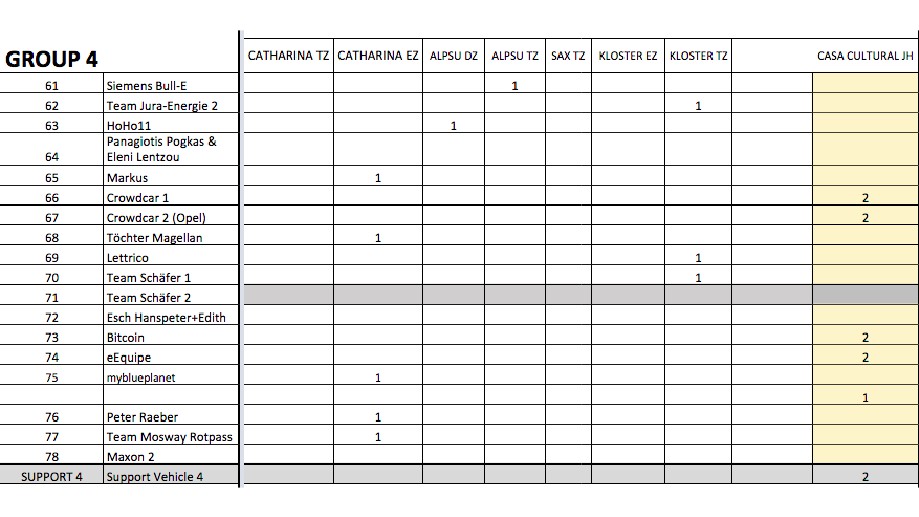 GROUP 4 CATHARINA TZ CATHARINA EZ ALPSU DZ ALPSU TZ SAX TZ KLOSTER EZ KLOSTER TZ CASA CULTURAL JH
61 Siemens Bull-E 1
62 Team Jura-Energie 2 1
63 HoHo11 1
Panagiotis Pogkas &
64 Eleni Lentzou
65 Markus 1
66 Crowdcar 1 2
67 Crowdcar 2 (Opel) 2
68 Töchter Magellan 1
69 Lettrico 1
70 Team Schäfer 1 1
71 Team Schäfer 2
72 Esch Hanspeter+Edith
73 Bitcoin 2
74 eEquipe 2
75 myblueplanet 1
1
76 Peter Raeber 1
77 Team Mosway Rotpass 1
78 Maxon 2
SUPPORT 4 Support Vehicle 4 2